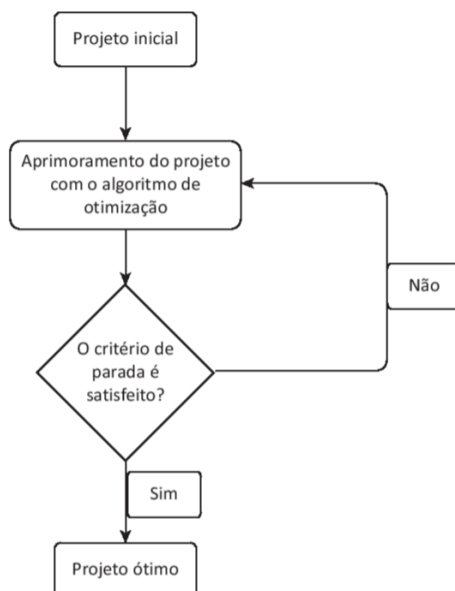 Projeto inicial
Aprimoramento do projeto
com o algoritmo de
otimização
Não
O critério de
parada é
satisfeito?
Sim
Projeto ótimo